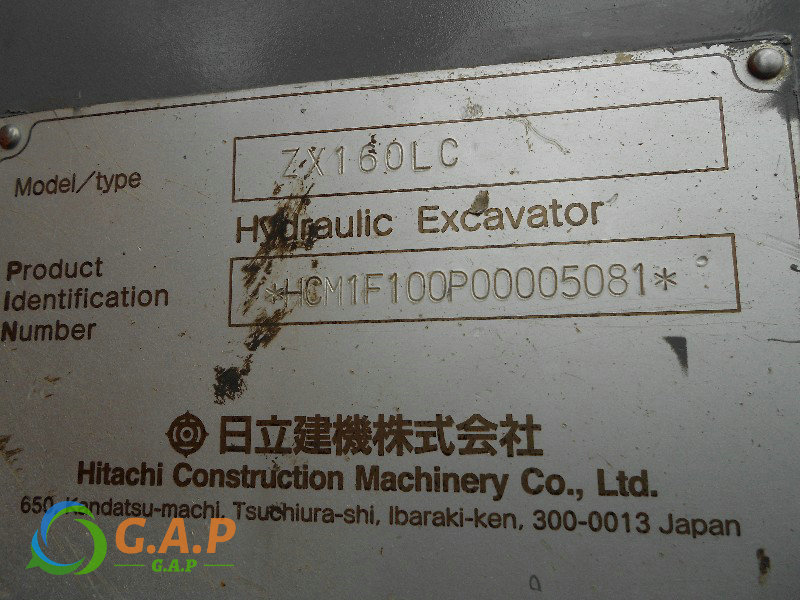 Model/type
ZX160LC
Hydraulic Excavator
Product
Identification
Number
*HCM1F100P00005081*
日立建機株式会社
Hitachi Construction Machinery Co., Ltd.
650, Kandatsu-machi, Tsuchiura-shi, Ibaraki-ken, 300-0013 Japan
G.A.P
G.A.P